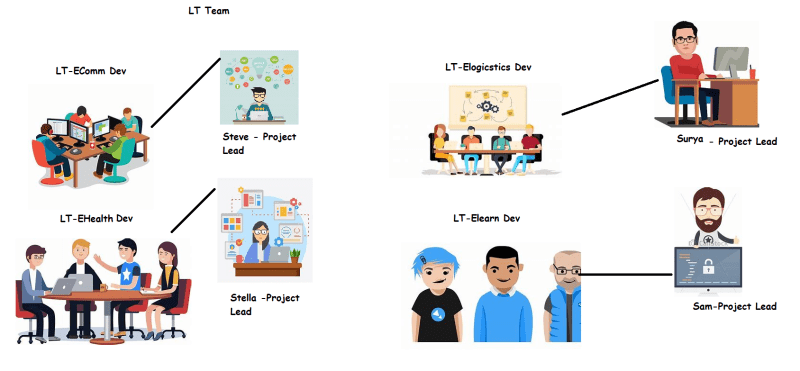 LT Team
LT-EComm Dev
Steve - Project
Lead
LT-EHealth Dev
Stella -Project
Lead
LT-Elogicstics Dev
Surya - Project Lead
LT-Elearn Dev
Sam-Project Lead